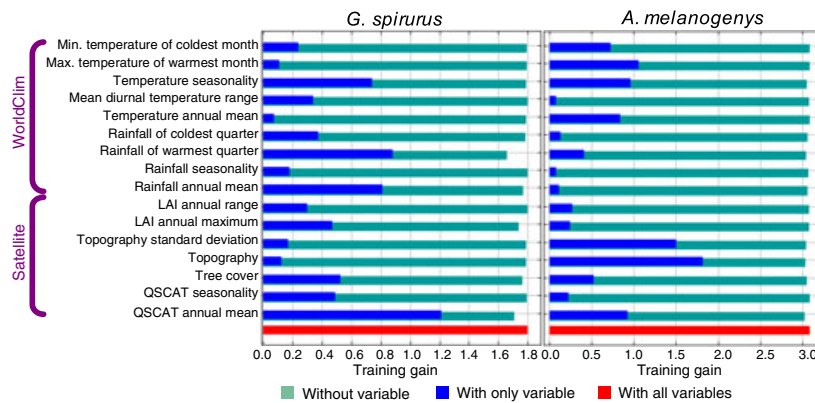 G. spirurus
A. melanogenys
WorldClim
Min. temperature of coldest month
Max. temperature of warmest month
Temperature seasonality
Mean diurnal temperature range
Temperature annual mean
Rainfall of coldest quarter
Rainfall of warmest quarter
Rainfall seasonality
Rainfall annual mean
Satellite
LAI annual range
LAI annual maximum
Topography standard deviation
Topography
Tree cover
QSCAT seasonality
QSCAT annual mean
0.0 0.2 0.4 0.6 0.8 1.0 1.2 1.4 1.6 1.8 0.0 0.5 1.0 1.5 2.0 2.5 3.0
Training gain Training gain
Without variable With only variable With all variables